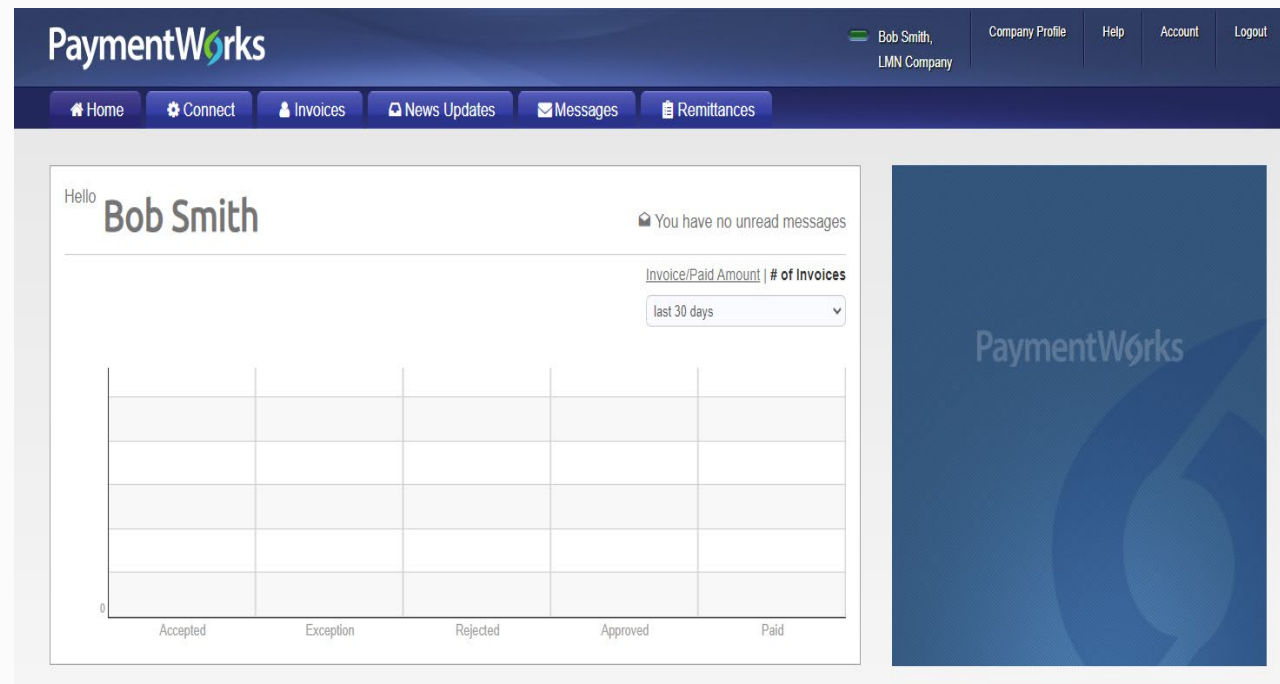 PaymentWorks
Bob Smith,
LMN Company
Company Profile
Help
Account
Logout
Home
Connect
Invoices
News Updates
Messages
Remittances
Hello
Bob Smith
You have no unread messages
Invoice/Paid Amount | # of Invoices
last 30 days
PaymentWorks
0
Accepted
Exception
Rejected
Approved
Paid